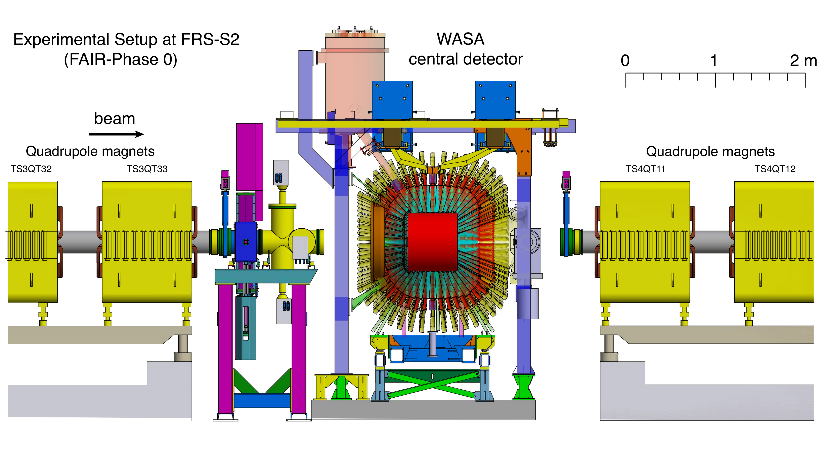 Experimental Setup at FRS-S2
(FAIR-Phase 0)
WASA
central detector
0 1 2 m
beam
Quadrupole magnets
TS3QT32 TS3QT33
Quadrupole magnets
TS4QT11 TS4QT12